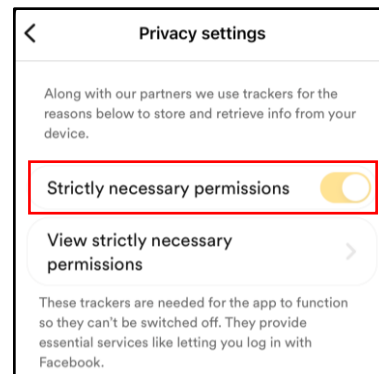 Privacy settings
Along with our partners we use trackers for the
reasons below to store and retrieve info from your
device.
Strictly necessary permissions
View strictly necessary
permissions
These trackers are needed for the app to function
so they can't be switched off. They provide
essential services like letting you log in with
Facebook.